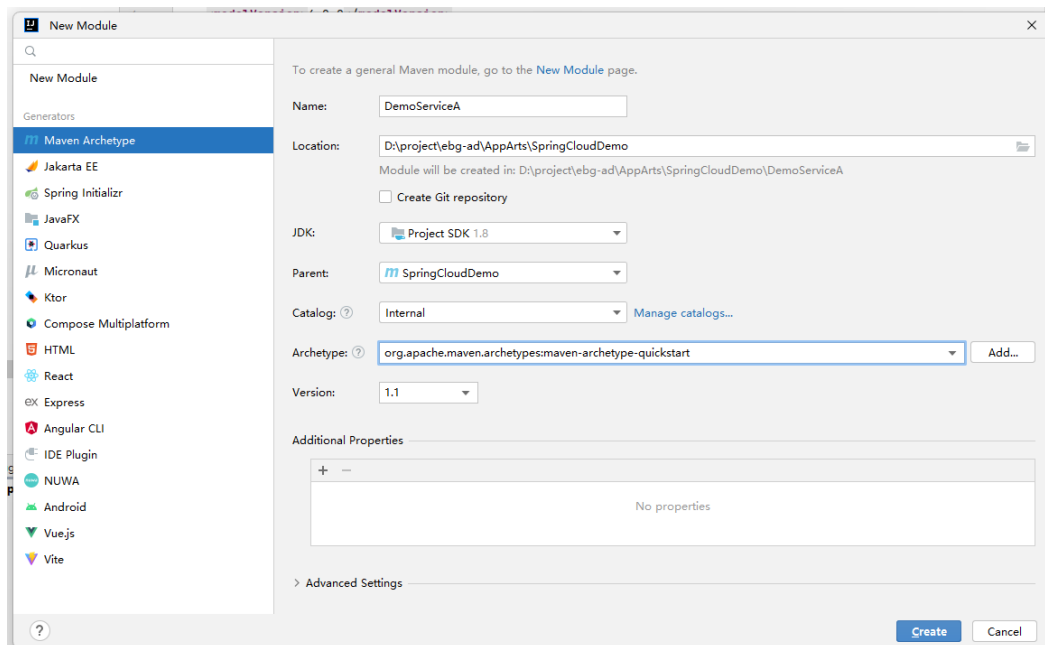 New Module
New Module
To create a general Maven module, go to the New Module page.
Name:
DemoServiceA
Generators
Maven Archetype
Location:
D:\project\ebg-ad\AppArts\SpringCloudDemo
Module will be created in: D:\project\ebg-ad\AppArts\SpringCloudDemo\DemoServiceA
Jakarta EE
Spring Initializr
Create Git repository
JavaFX
JDK:
Project SDK 1.8
Quarkus
Micronaut
Parent:
SpringCloudDemo
Ktor
Compose Multiplatform
Catalog:
Internal
Manage catalogs...
HTML
Archetype:
org.apache.maven.archetypes:maven-archetype-quickstart
Add...
React
Express
Version:
1.1
Angular CLI
IDE Plugin
Additional Properties
NUWA
Android
No properties
Vue.js
Vite
Advanced Settings
?
Create
Cancel